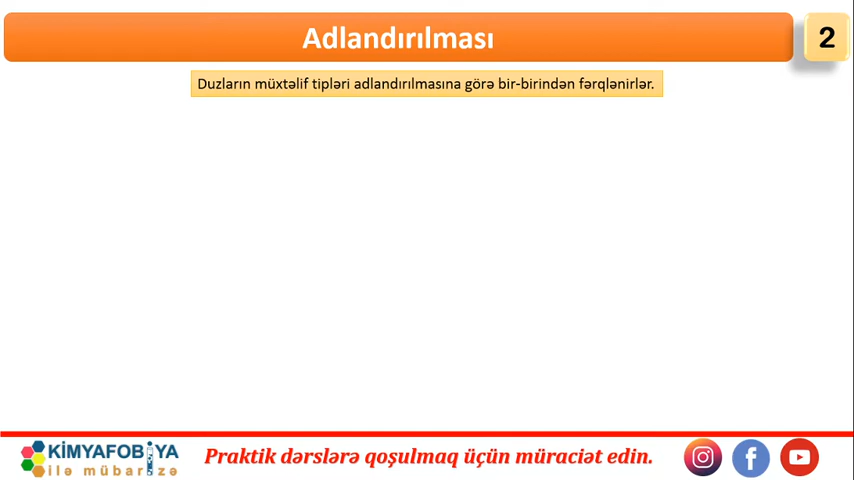 Adlandırılması
2
Duzların müxtəlif tipləri adlandırılmasına görə bir-birindən fərqlənirlər.
KİMYAFOBİYA
ilə mübarizə
Praktik dərslərə qoşulmaq üçün müraciət edin.